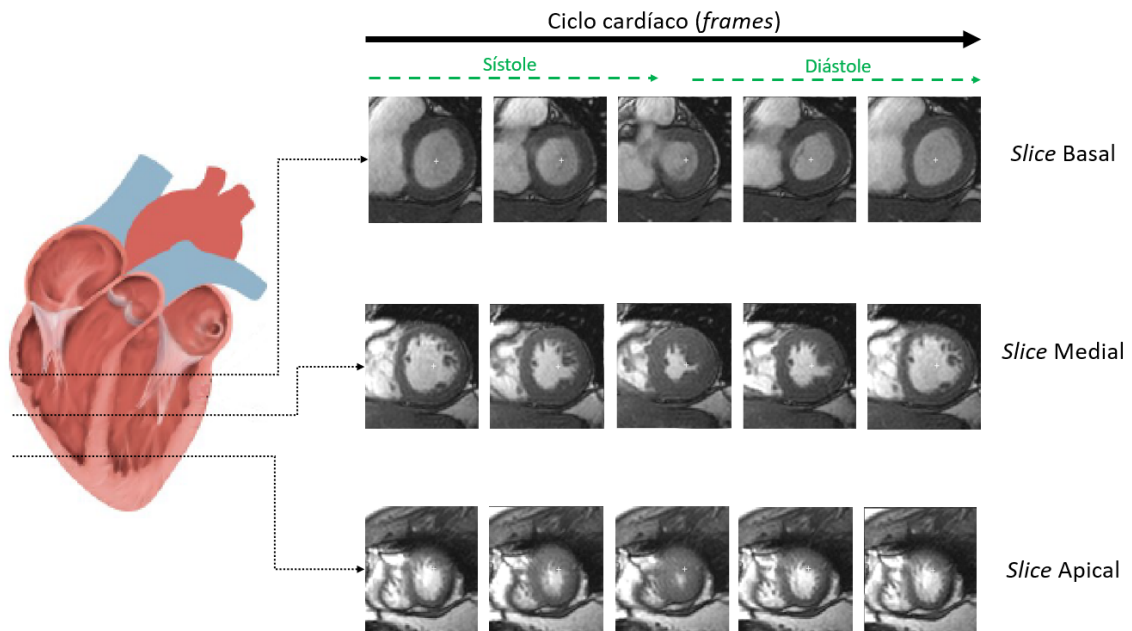 Ciclo cardíaco (frames)
Sístole
Diástole
Slice Basal
Slice Medial
Slice Apical